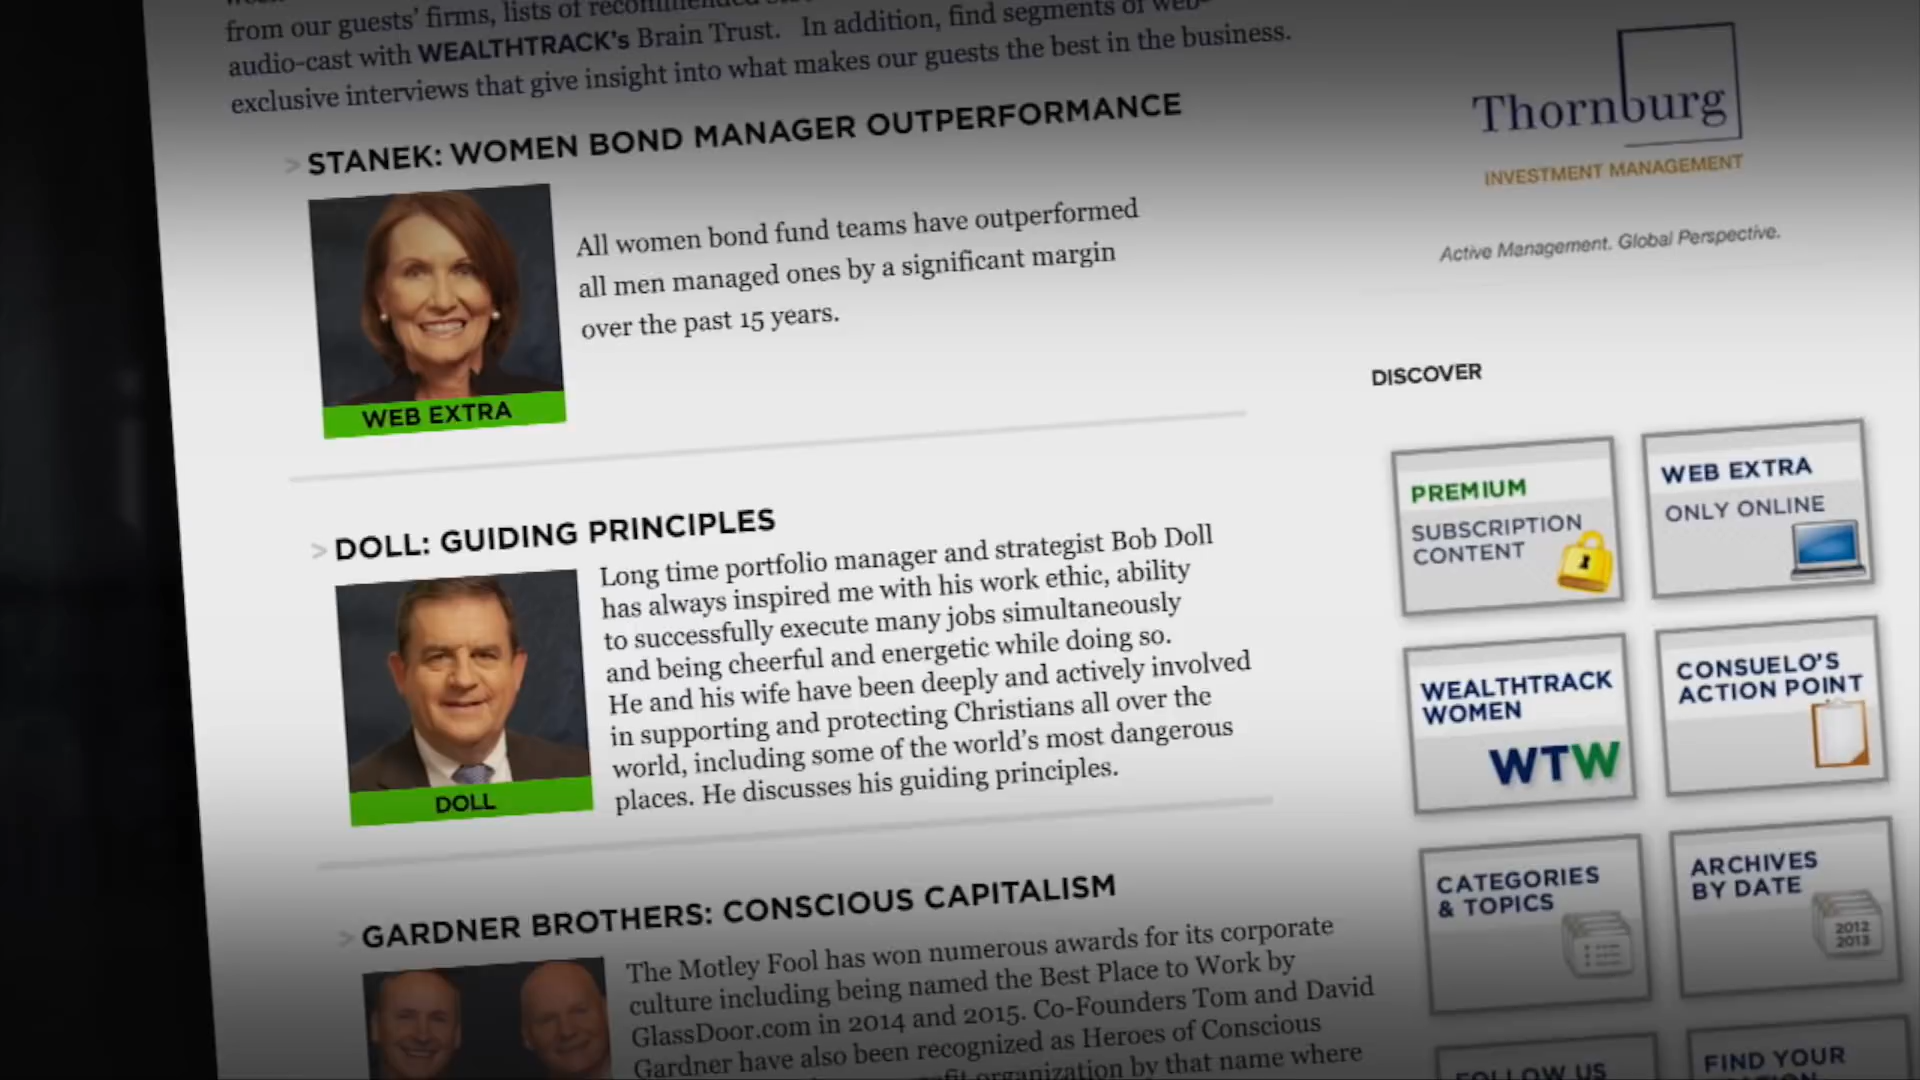 from our guests' firms, lists of
audio-cast with WEALTHTRACK's Brain Trust. In addition, find segments of web-
exclusive interviews that give insight into what makes our guests the best in the business.
> STANEK: WOMEN BOND MANAGER OUTPERFORMANCE
All women bond fund teams have outperformed
all men managed ones by a significant margin
over the past 15 years.
WEB EXTRA
> DOLL: GUIDING PRINCIPLES
Long time portfolio manager and strategist Bob Doll
has always inspired me with his work ethic, ability
to successfully execute many jobs simultaneously
and being cheerful and energetic while doing so.
He and his wife have been deeply and actively involved
in supporting and protecting Christians all over the
world, including some of the world's most dangerous
places. He discusses his guiding principles.
DOLL
> GARDNER BROTHERS: CONSCIOUS CAPITALISM
The Motley Fool has won numerous awards for its corporate
culture including being named the Best Place to Work by
GlassDoor.com in 2014 and 2015. Co-Founders Tom and David
Gardner have also been recognized as Heroes of Conscious
organization by that name where
Thornburg
INVESTMENT MANAGEMENT
Active Management. Global Perspective.
DISCOVER
PREMIUM
SUBSCRIPTION
CONTENT
WEB EXTRA
ONLY ONLINE
WEALTHTRACK
WOMEN
WTW
CONSUELO'S
ACTION POINT
CATEGORIES
& TOPICS
ARCHIVES
BY DATE
2012
2013
FOLLOW US
FIND YOUR